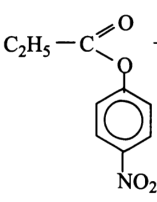 O
C₂H₅ — C
O
NO₂